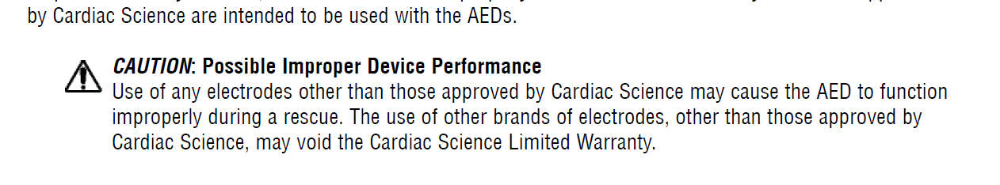 by Cardiac Science are intended to be used with the AEDs.
CAUTION: Possible Improper Device Performance
Use of any electrodes other than those approved by Cardiac Science may cause the AED to function
improperly during a rescue. The use of other brands of electrodes, other than those approved by
Cardiac Science, may void the Cardiac Science Limited Warranty.